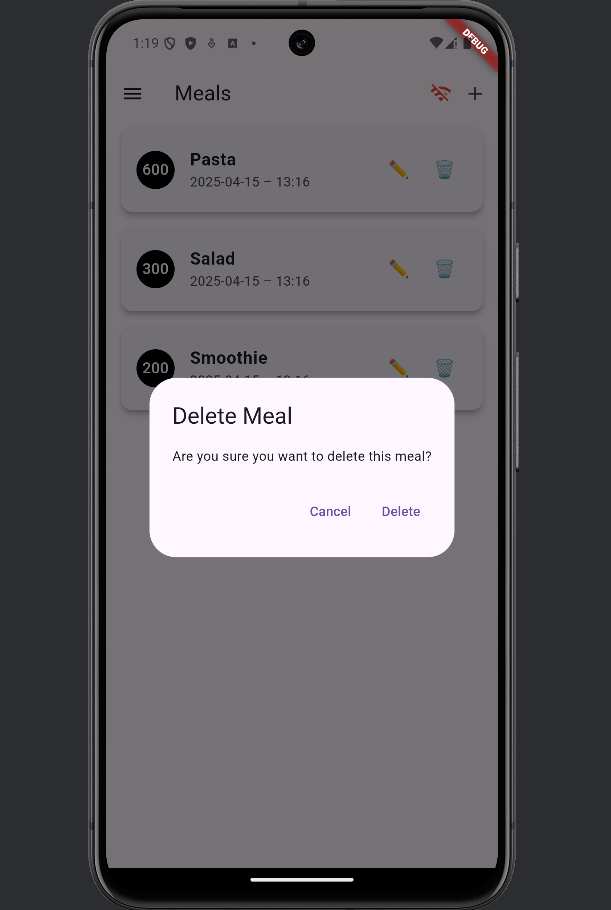 1:19
DEBUG
Meals
600
Pasta
2025-04-15 – 13:16
300
Salad
2025-04-15 – 13:16
200
Smoothie
Delete Meal
Are you sure you want to delete this meal?
Cancel Delete